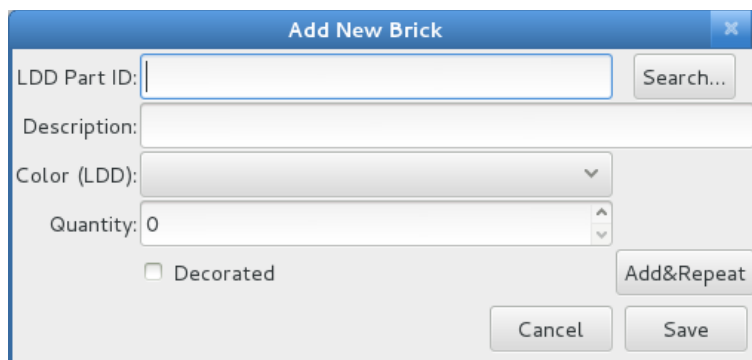 Add New Brick
LDD Part ID: Search...
Description:
Color (LDD):
Quantity: 0
Decorated Add&Repeat
Cancel Save